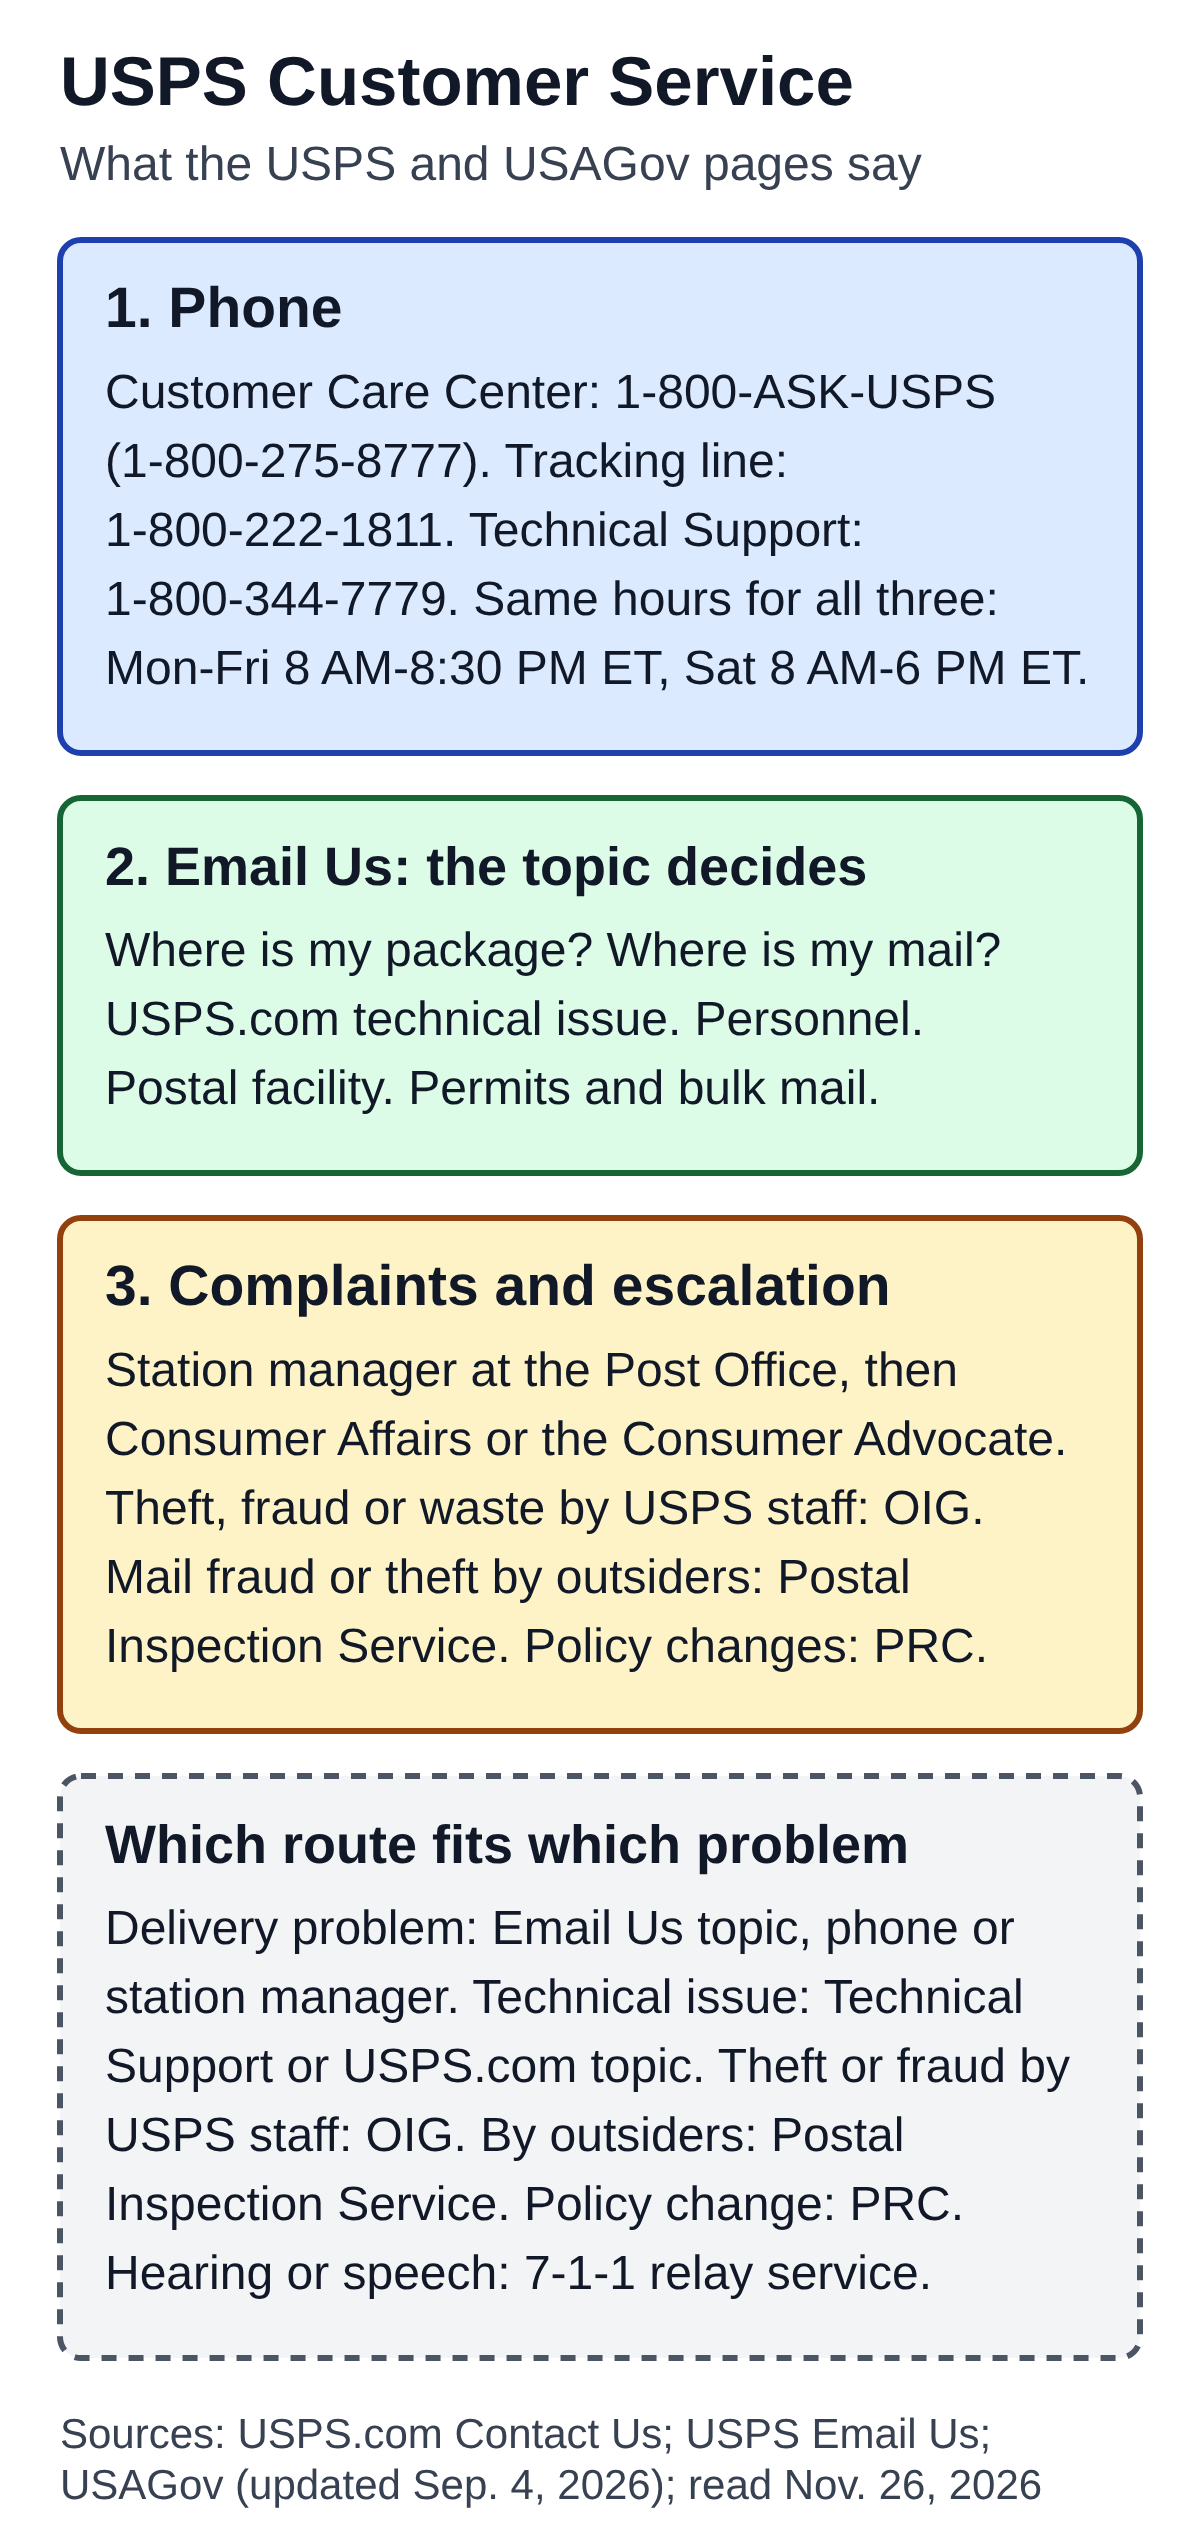 USPS Customer Service
What the USPS and USAGov pages say
1. Phone
Customer Care Center: 1-800-ASK-USPS
(1-800-275-8777). Tracking line:
1-800-222-1811. Technical Support:
1-800-344-7779. Same hours for all three:
Mon-Fri 8 AM-8:30 PM ET, Sat 8 AM-6 PM ET.
2. Email Us: the topic decides
Where is my package? Where is my mail?
USPS.com technical issue. Personnel.
Postal facility. Permits and bulk mail.
3. Complaints and escalation
Station manager at the Post Office, then
Consumer Affairs or the Consumer Advocate.
Theft, fraud or waste by USPS staff: OIG.
Mail fraud or theft by outsiders: Postal
Inspection Service. Policy changes: PRC.
Which route fits which problem
Delivery problem: Email Us topic, phone or
station manager. Technical issue: Technical
Support or USPS.com topic. Theft or fraud by
USPS staff: OIG. By outsiders: Postal
Inspection Service. Policy change: PRC.
Hearing or speech: 7-1-1 relay service.
Sources: USPS.com Contact Us; USPS Email Us;
USAGov (updated Sep. 4, 2026); read Nov. 26, 2026